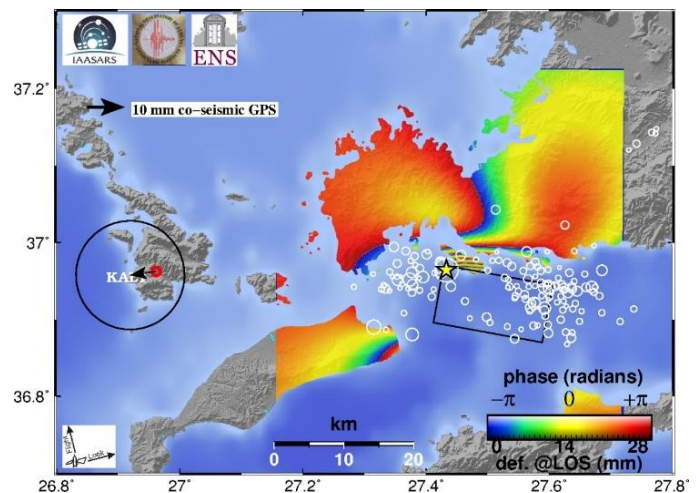 IAASARS
ENS
37.2°
10 mm co-seismic GPS
37°
KAL
36.8°
km
0 10 20
phase (radians)
−π 0 +π
0 14 28
def. @LOS (mm)
Flight
Look
26.8° 27° 27.2° 27.4° 27.6° 27.8°